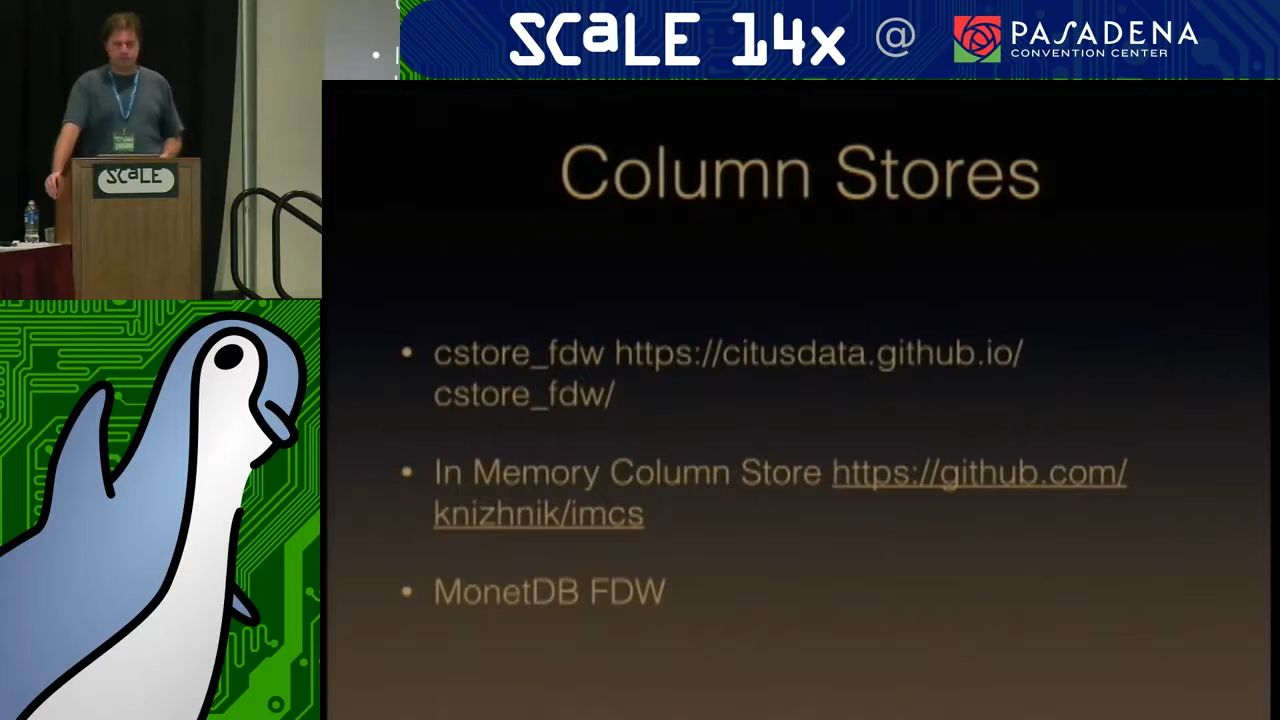 SCaLE 14x @ PASADENA
CONVENTION CENTER
SCaLE
Column Stores
• cstore_fdw https://citusdata.github.io/
cstore_fdw/
• In Memory Column Store https://github.com/
knizhnik/imcs
• MonetDB FDW